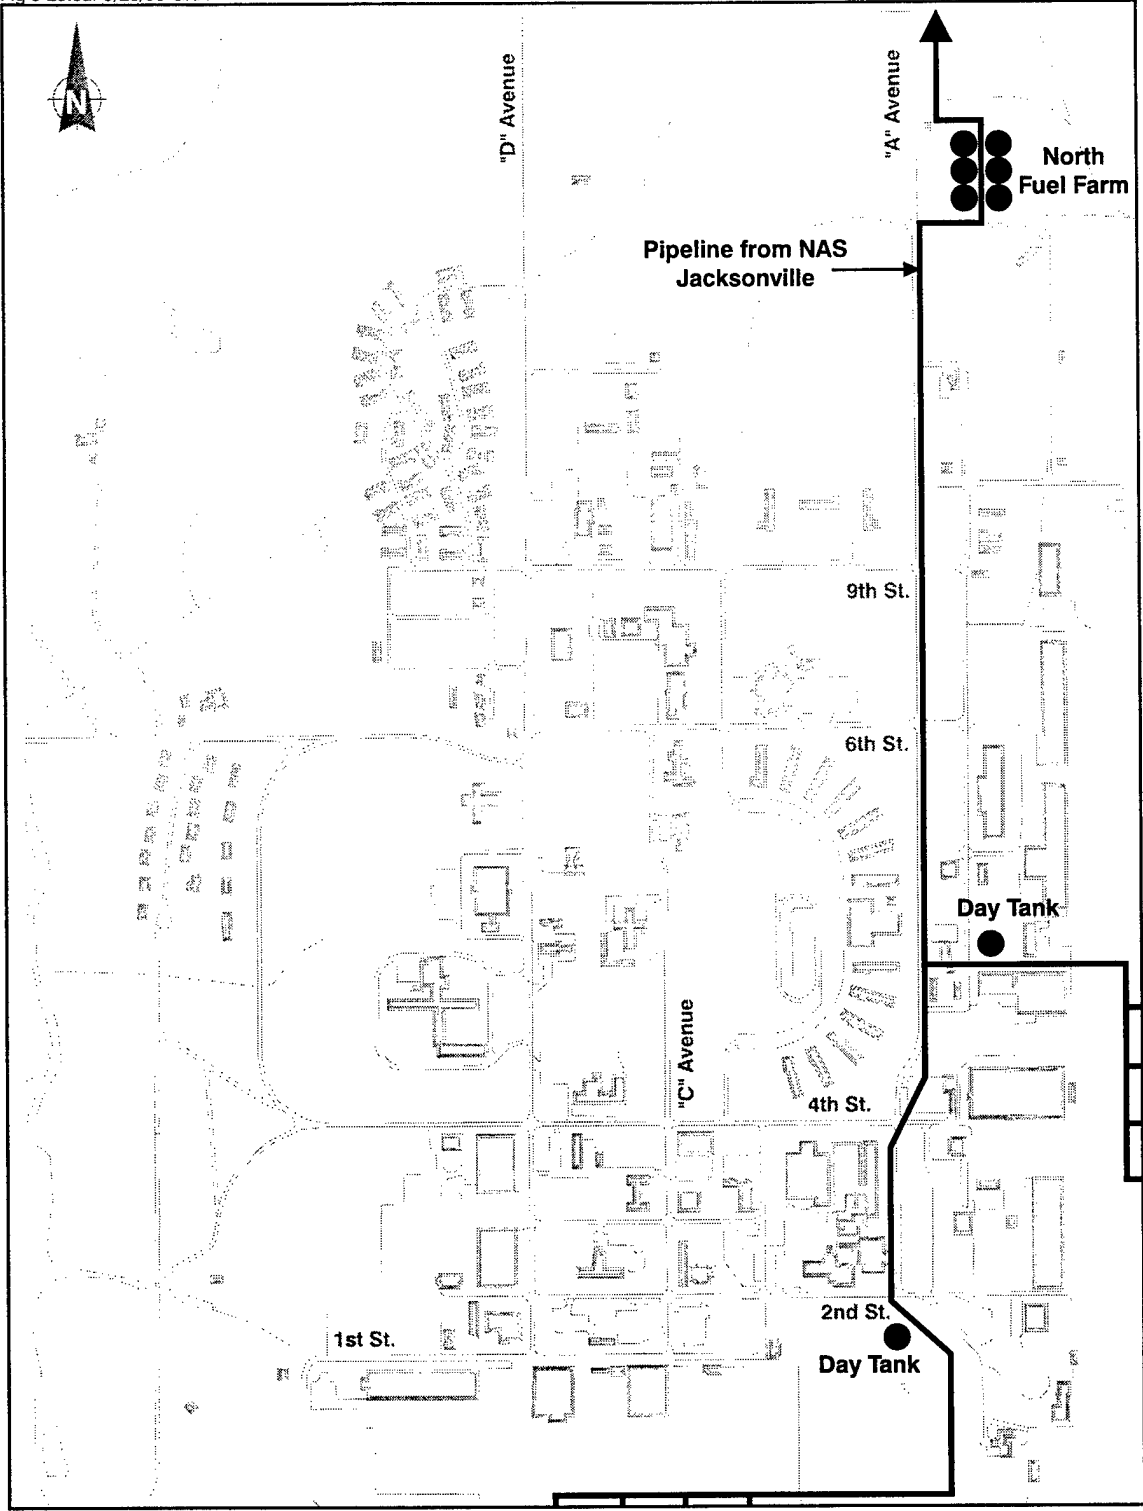 N
"D" Avenue
"A" Avenue
North
Fuel Farm
Pipeline from NAS
Jacksonville
9th St.
6th St.
Day Tank
"C" Avenue
4th St.
2nd St.
1st St.
Day Tank